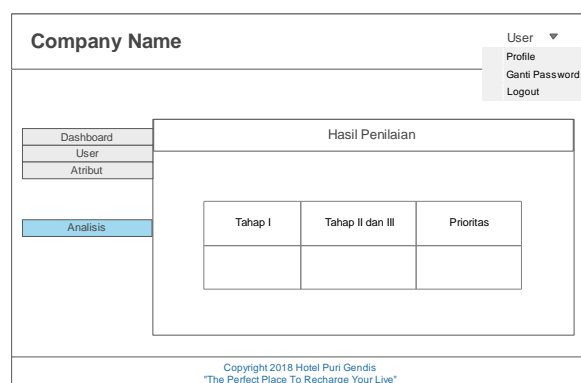 Company Name
User
Profile
Ganti Password
Logout
Dashboard
User
Atribut
Analisis
Hasil Penilaian
Tahap I
Tahap II dan III
Prioritas
Copyright 2018 Hotel Puri Gendis
"The Perfect Place To Recharge Your Live"